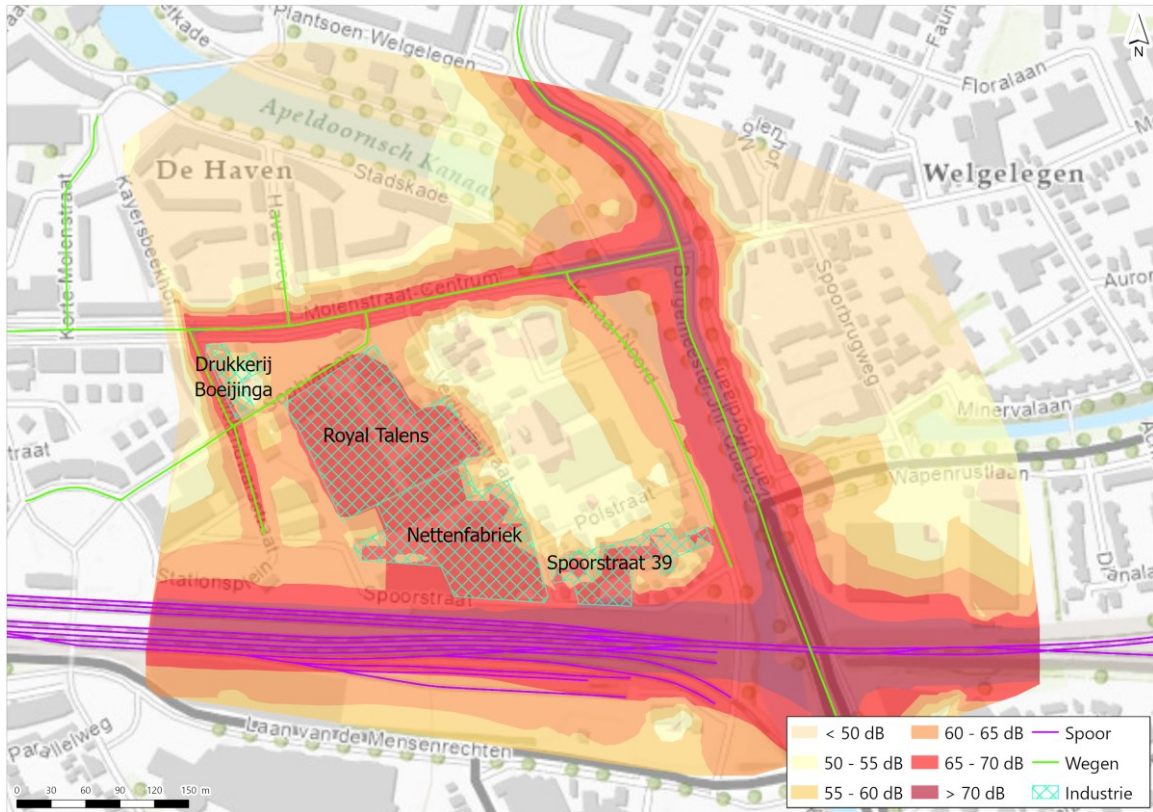 Plantsoen-Welgelegen
N
Floralaan
Apeldoornsch Kanaal
De Haven
Stadskade
Welgelegen
Kayersbeekhof
Korte Molenstraat
Molenstraat-Centrum
Kanaal Noord
Spoorbrugweg
Drukkerij
Boeijinga
Royal Talens
Minervalaan
Wapenrustlaan
Nettenfabriek
Polstraat
Spoorstraat 39
Stationsplein
Spoorstraat
Laan van de Mensenrechten
Parallelweg
< 50 dB
60 - 65 dB
Spoor
50 - 55 dB
65 - 70 dB
Wegen
55 - 60 dB
> 70 dB
Industrie
0 30 60 90 120 150 m